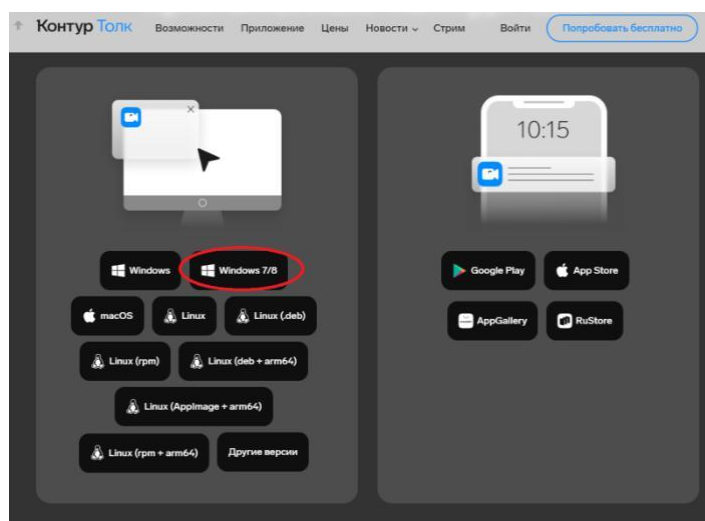 Контур Толк Возможности Приложение Цены Новости Стрим Войти Попробовать бесплатно
Windows Windows 7/8
macOS Linux Linux (.deb)
Linux (rpm) Linux (deb + arm64)
Linux (AppImage + arm64)
Linux (rpm + arm64) Другие версии
10:15
Google Play App Store
AppGallery RuStore